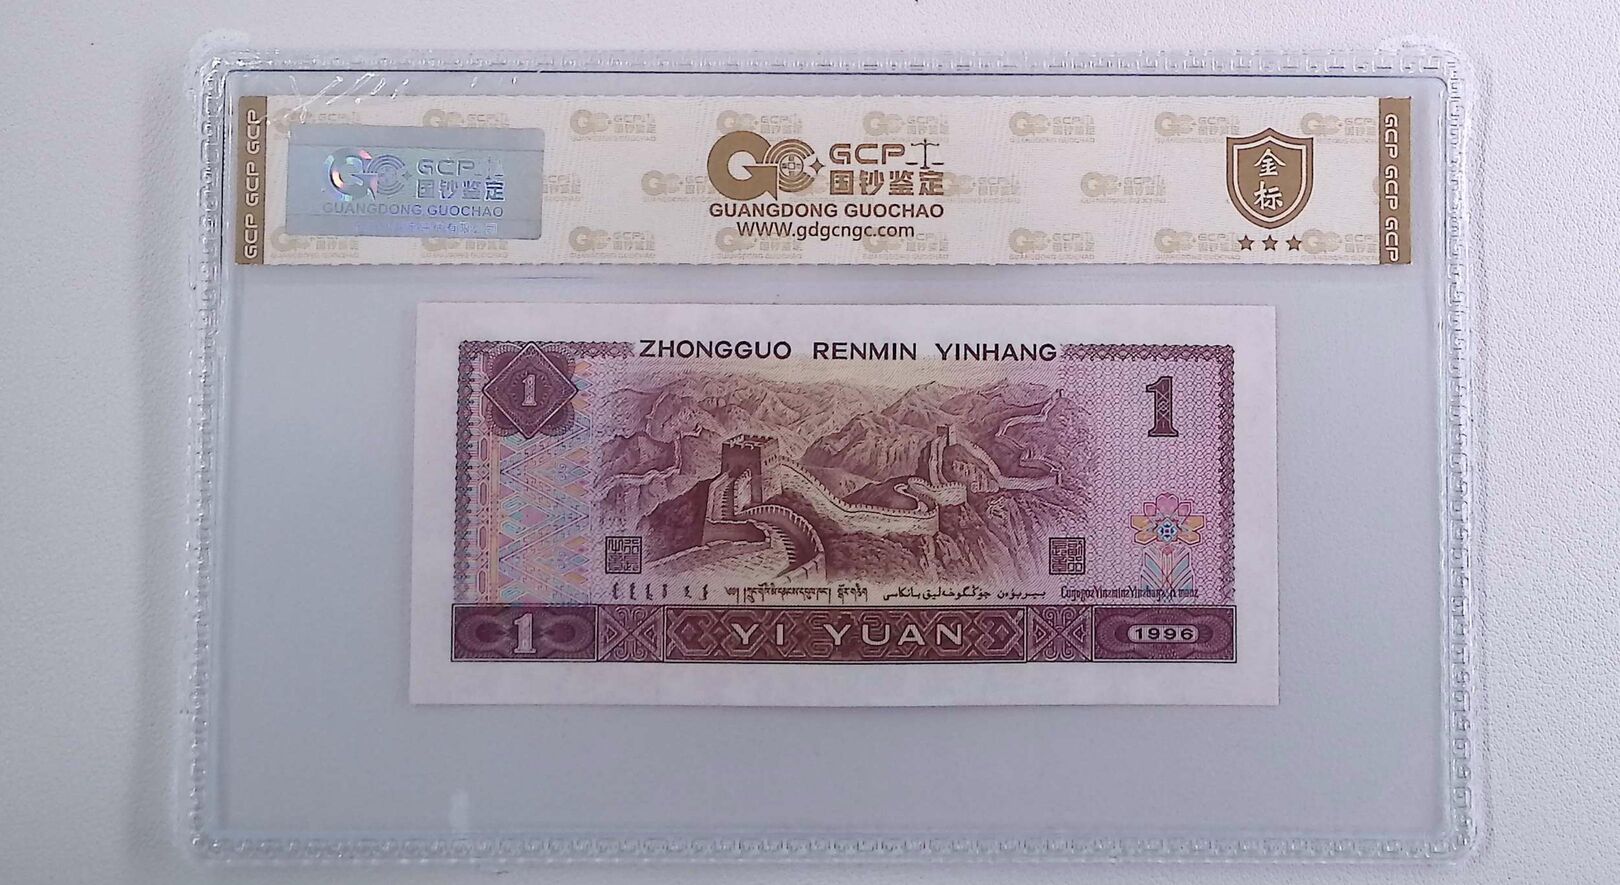 GCP GCP GCP
GCP
国钞鉴定
GUANGDONG GUOCHAO
GCP
国钞鉴定
GUANGDONG GUOCHAO
WWW.gdgcngc.com
金标
GCP GCP GCP
ZHONGGUO RENMIN YINHANG
1
1
YI YUAN
1
1996